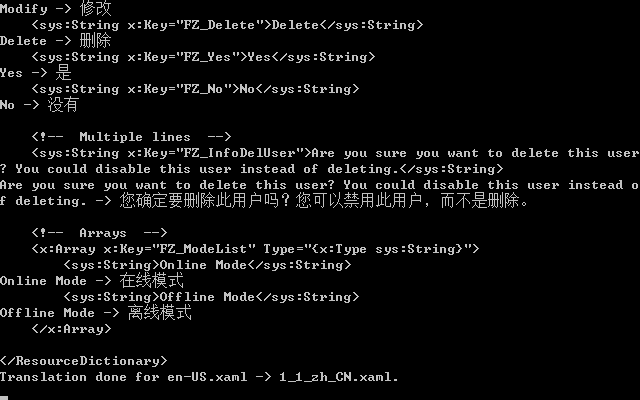 Modify -> 修改
<sys:String x:Key="FZ_Delete">Delete</sys:String>
Delete -> 删除
<sys:String x:Key="FZ_Yes">Yes</sys:String>
Yes -> 是
<sys:String x:Key="FZ_No">No</sys:String>
No -> 没有
<!--  Multiple lines  -->
<sys:String x:Key="FZ_InfoDelUser">Are you sure you want to delete this user
? You could disable this user instead of deleting.</sys:String>
Are you sure you want to delete this user? You could disable this user instead o
f deleting. -> 您确定要删除此用户吗？您可以禁用此用户，而不是删除。
<!--  Arrays  -->
<x:Array x:Key="FZ_ModeList" Type="{x:Type sys:String}">
<sys:String>Online Mode</sys:String>
Online Mode -> 在线模式
<sys:String>Offline Mode</sys:String>
Offline Mode -> 离线模式
</x:Array>
</ResourceDictionary>
Translation done for en-US.xaml -> 1_1_zh_CN.xaml.